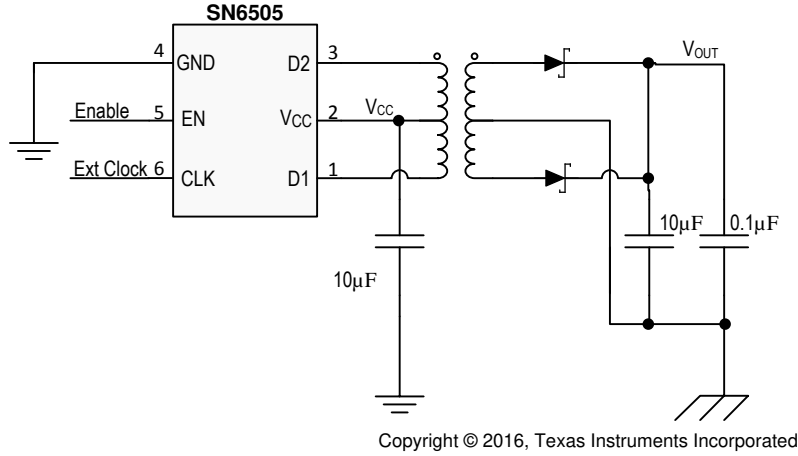 SN6505
4 GND D2 3
Enable 5 EN VCC 2 VCC
Ext Clock 6 CLK D1 1
VOUT
10µF
10µF 0.1µF
Copyright © 2016, Texas Instruments Incorporated